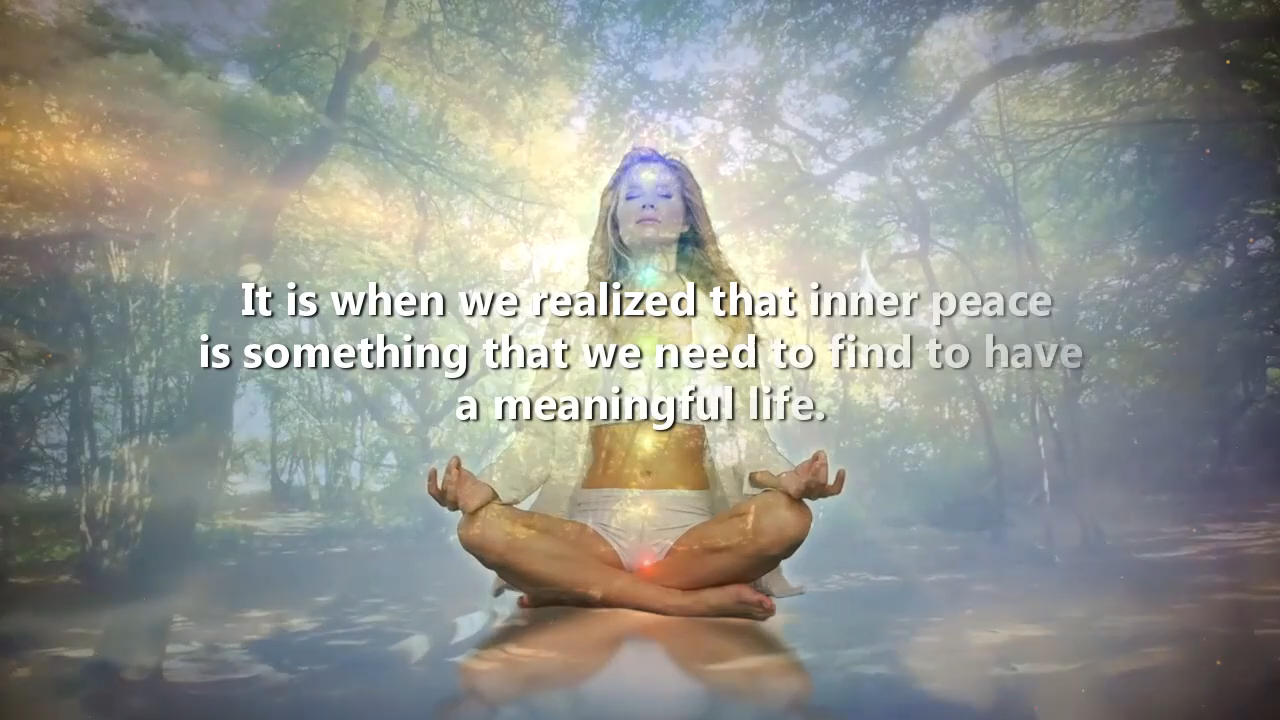 It is when we realized that inner peace
is something that we need to find to have
a meaningful life.